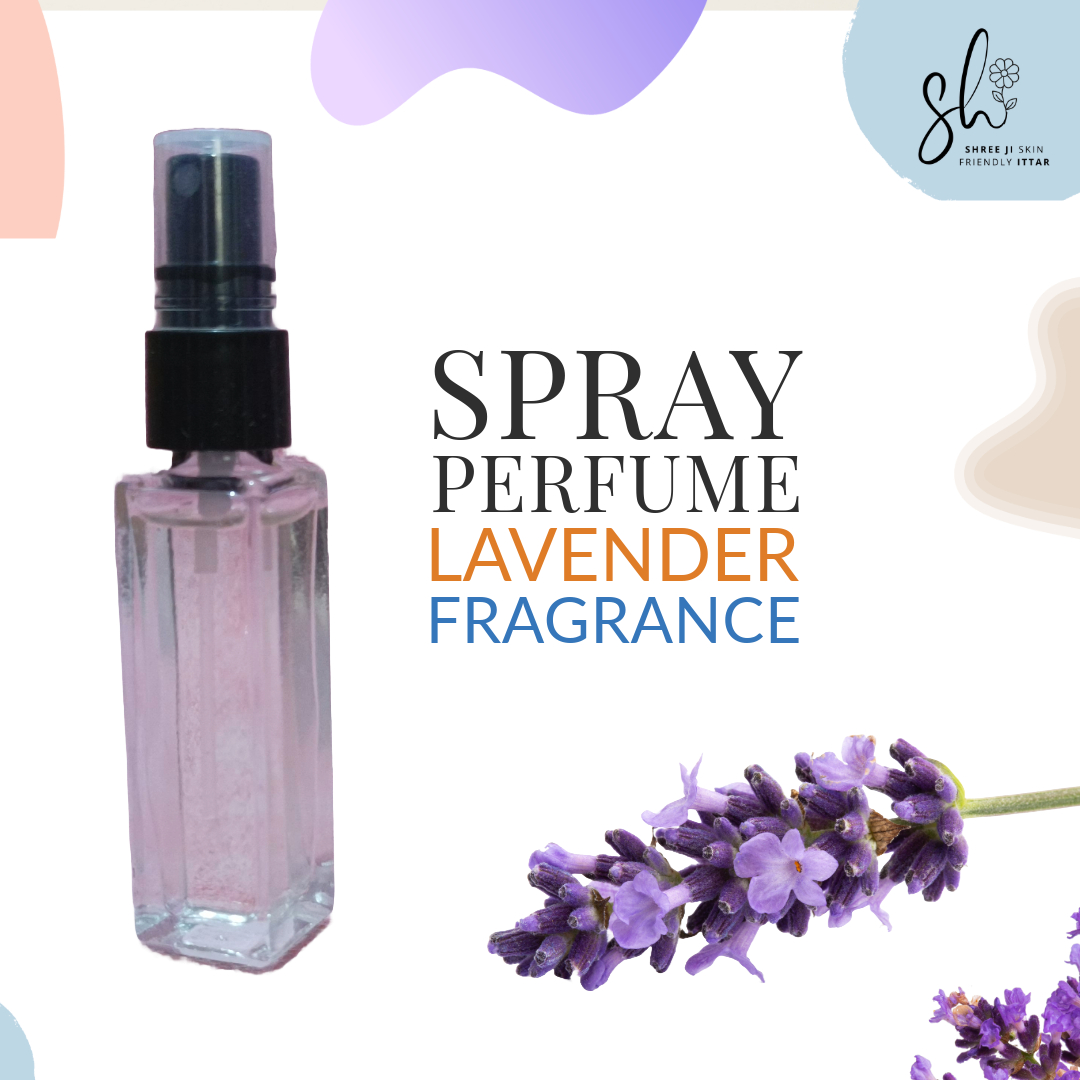 Sh
SHREE JI SKIN
FRIENDLY ITTAR
SPRAY
PERFUME
LAVENDER
FRAGRANCE